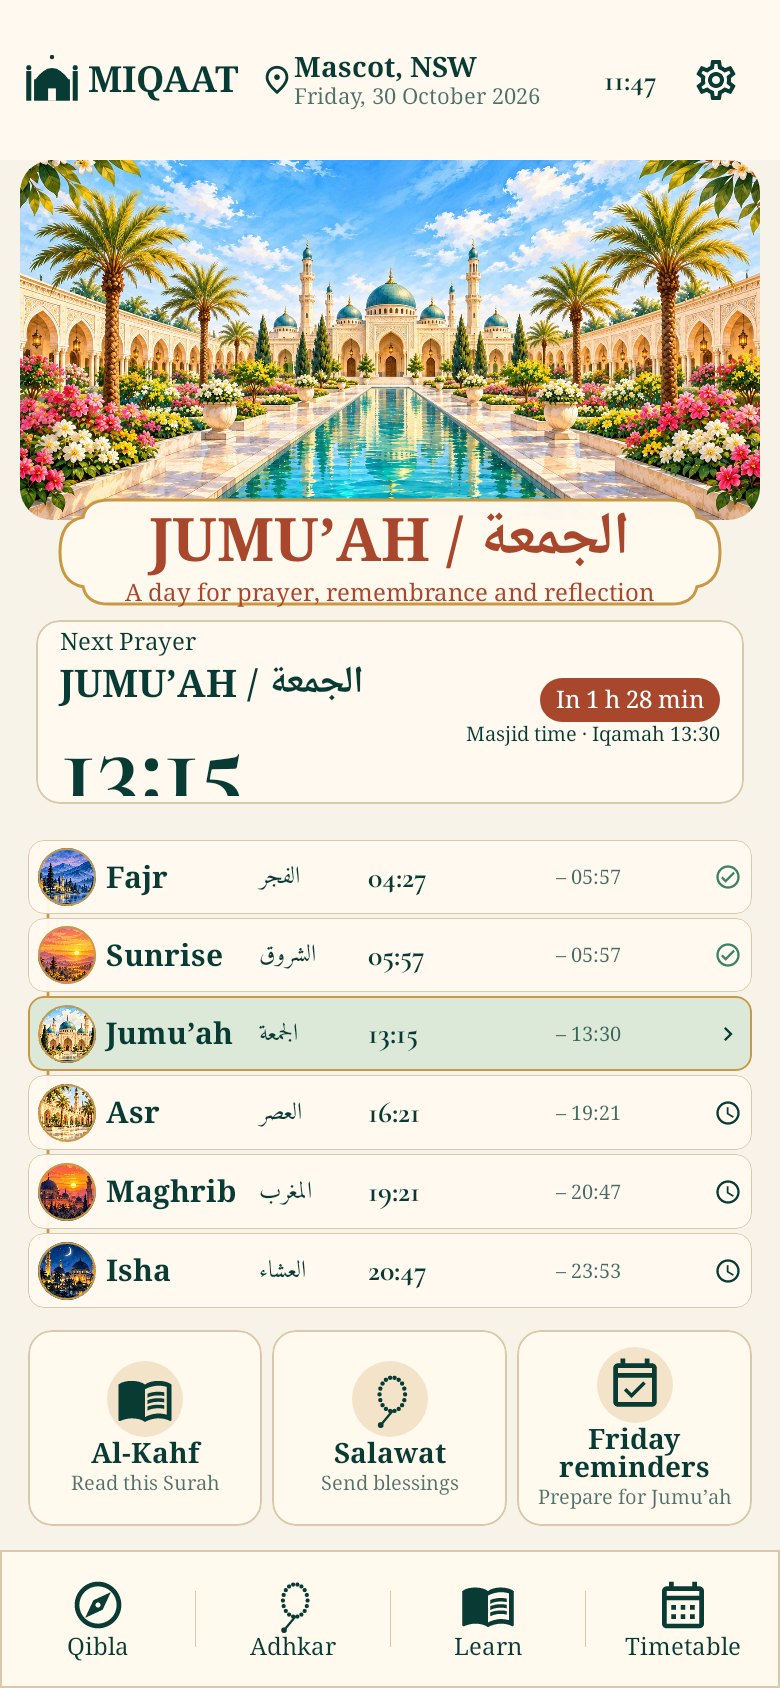 MIQAAT
Mascot, NSW
Friday, 30 October 2026
11:47
JUMU’AH / الجمعة
A day for prayer, remembrance and reflection
Next Prayer
JUMU’AH / الجمعة
In 1 h 28 min
Masjid time · Iqamah 13:30
13:15
Fajr الفجر 04:27 – 05:57
Sunrise الشروق 05:57 – 05:57
Jumu’ah الجمعة 13:15 – 13:30
Asr العصر 16:21 – 19:21
Maghrib المغرب 19:21 – 20:47
Isha العشاء 20:47 – 23:53
Al-Kahf
Read this Surah
Salawat
Send blessings
Friday
reminders
Prepare for Jumu’ah
Qibla
Adhkar
Learn
Timetable